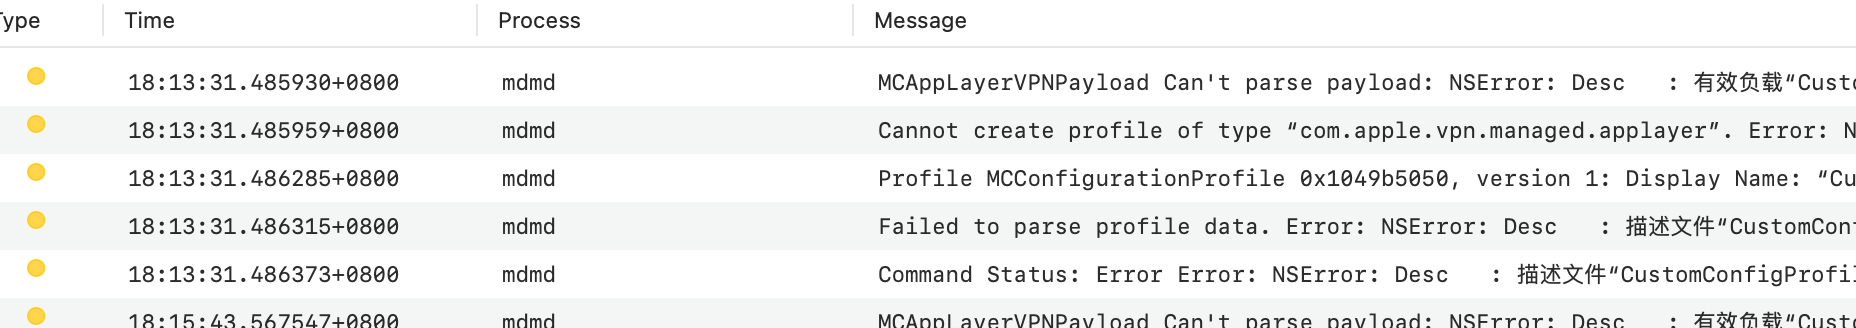 Type Time Process Message
18:13:31.485930+0800 mdmd MCAppLayerVPNPayload Can't parse payload: NSError: Desc : 有效负载“Custo
18:13:31.485959+0800 mdmd Cannot create profile of type “com.apple.vpn.managed.applayer”. Error: N
18:13:31.486285+0800 mdmd Profile MCConfigurationProfile 0x1049b5050, version 1: Display Name: “Cu
18:13:31.486315+0800 mdmd Failed to parse profile data. Error: NSError: Desc : 描述文件“CustomConf
18:13:31.486373+0800 mdmd Command Status: Error Error: NSError: Desc : 描述文件“CustomConfigProfil
18:15:43.567547+0800 mdmd MCAppLayerVPNPayload Can't parse payload: NSError: Desc : 有效负载“Custo